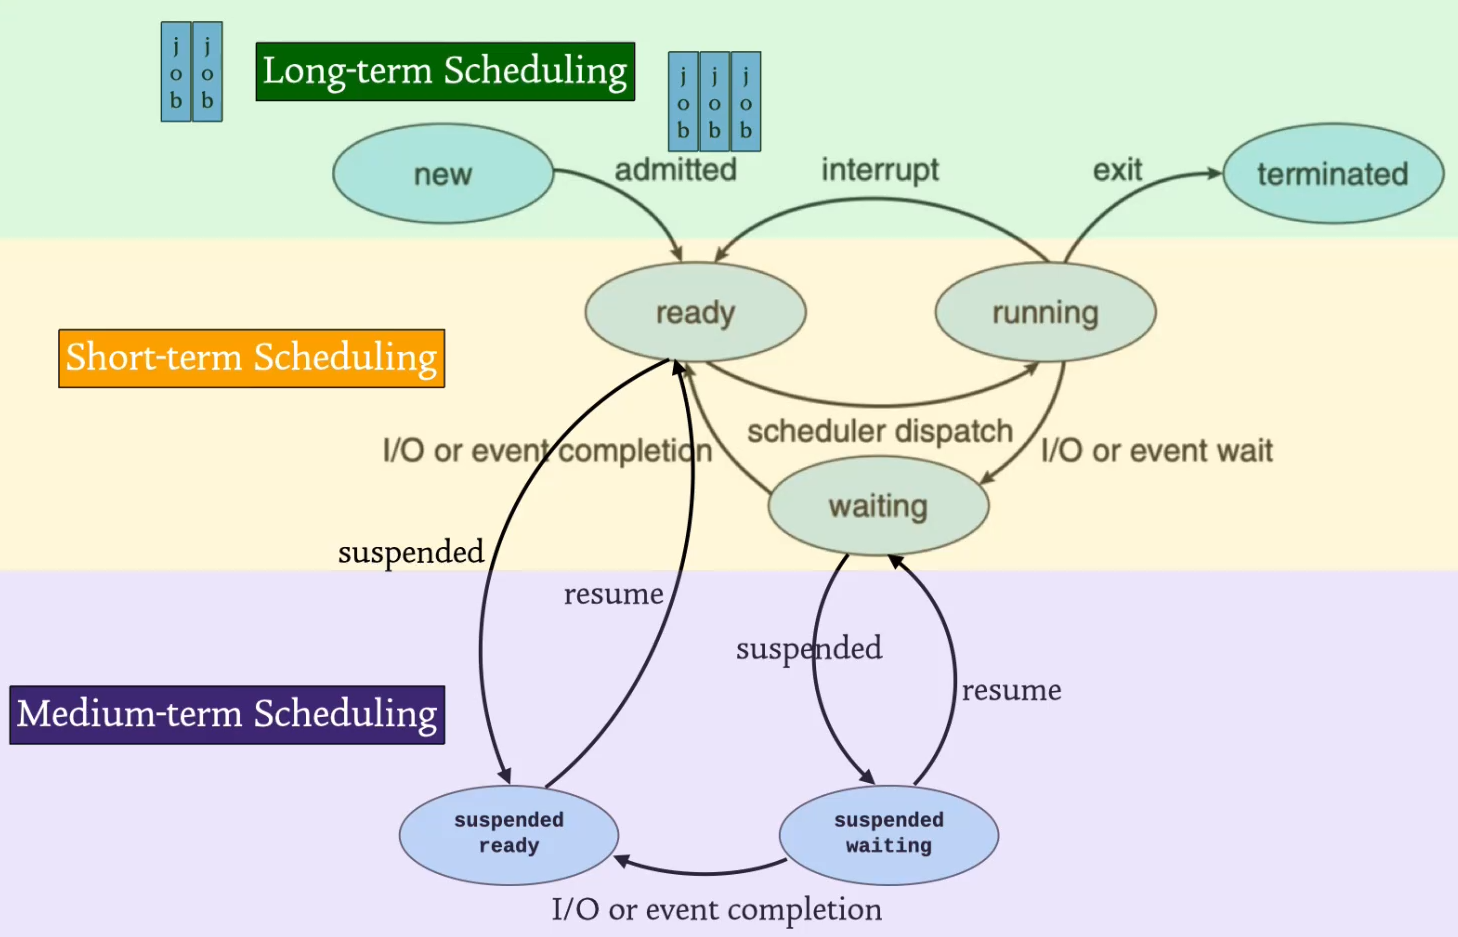 job
job
Long-term Scheduling
job
job
job
new
admitted
interrupt
exit
terminated
ready
running
Short-term Scheduling
scheduler dispatch
I/O or event completion
I/O or event wait
waiting
suspended
resume
suspended
resume
Medium-term Scheduling
suspended
ready
suspended
waiting
I/O or event completion